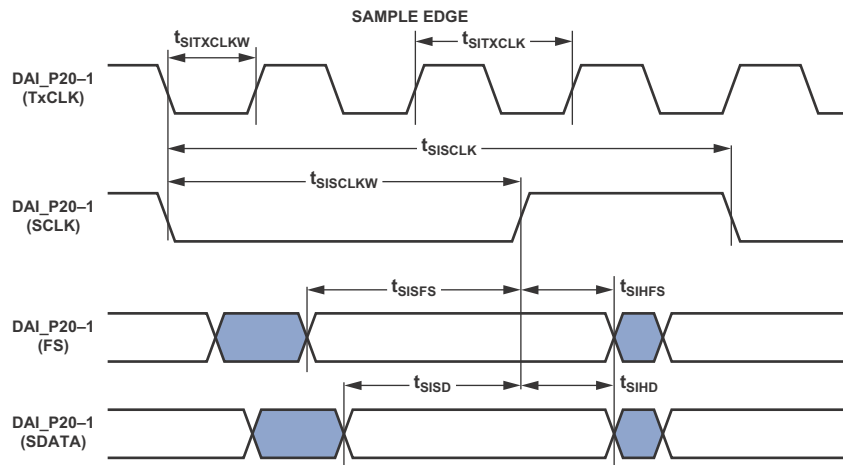 SAMPLE EDGE
tSITXCLKW
tSITXCLK
DAI_P20–1
(TxCLK)
tSISCLK
tSISCLKW
DAI_P20–1
(SCLK)
tSISFS
tSIHFS
DAI_P20–1
(FS)
tSISD
tSIHD
DAI_P20–1
(SDATA)